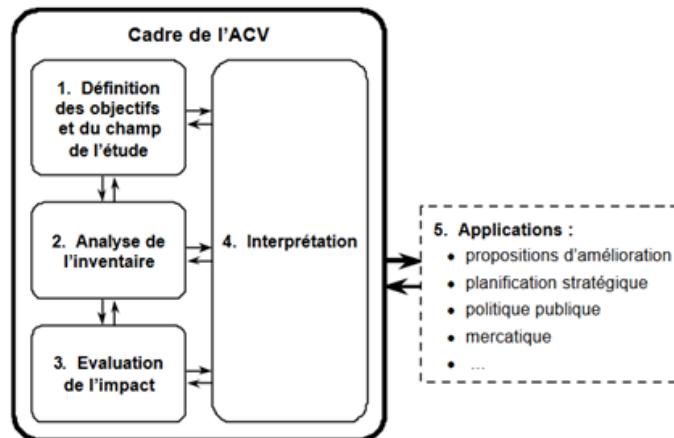 Cadre de l'ACV
1. Définition
des objectifs
et du champ
de l'étude
2. Analyse de
l'inventaire
3. Evaluation
de l'impact
4. Interprétation
5. Applications :
• propositions d'amélioration
• planification stratégique
• politique publique
• mercatique
• ...